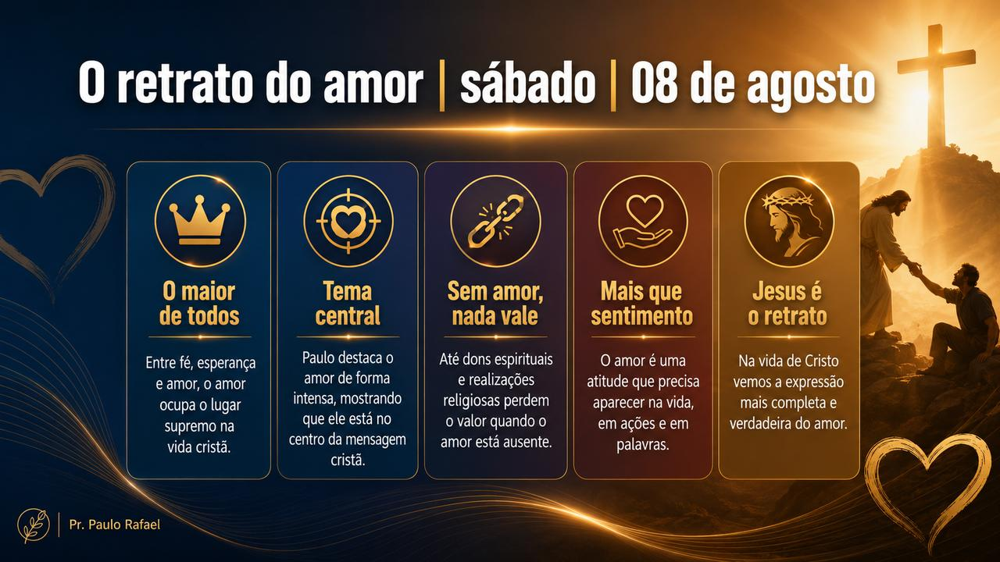 O retrato do amor | sábado | 08 de agosto
O maior
de todos
Entre fé, esperança
e amor, o amor
ocupa o lugar
supremo na
vida cristã.
Tema
central
Paulo destaca o
amor de forma
intensa, mostrando
que ele está no
centro da mensagem
cristã.
Sem amor,
nada vale
Até dons espirituais
e realizações
religiosas perdem
o valor quando o
amor está ausente.
Mais que
sentimento
O amor é uma
atitude que precisa
aparecer na vida,
em ações e em
palavras.
Jesus é
o retrato
Na vida de Cristo
vemos a expressão
mais completa e
verdadeira do amor.
Pr. Paulo Rafael